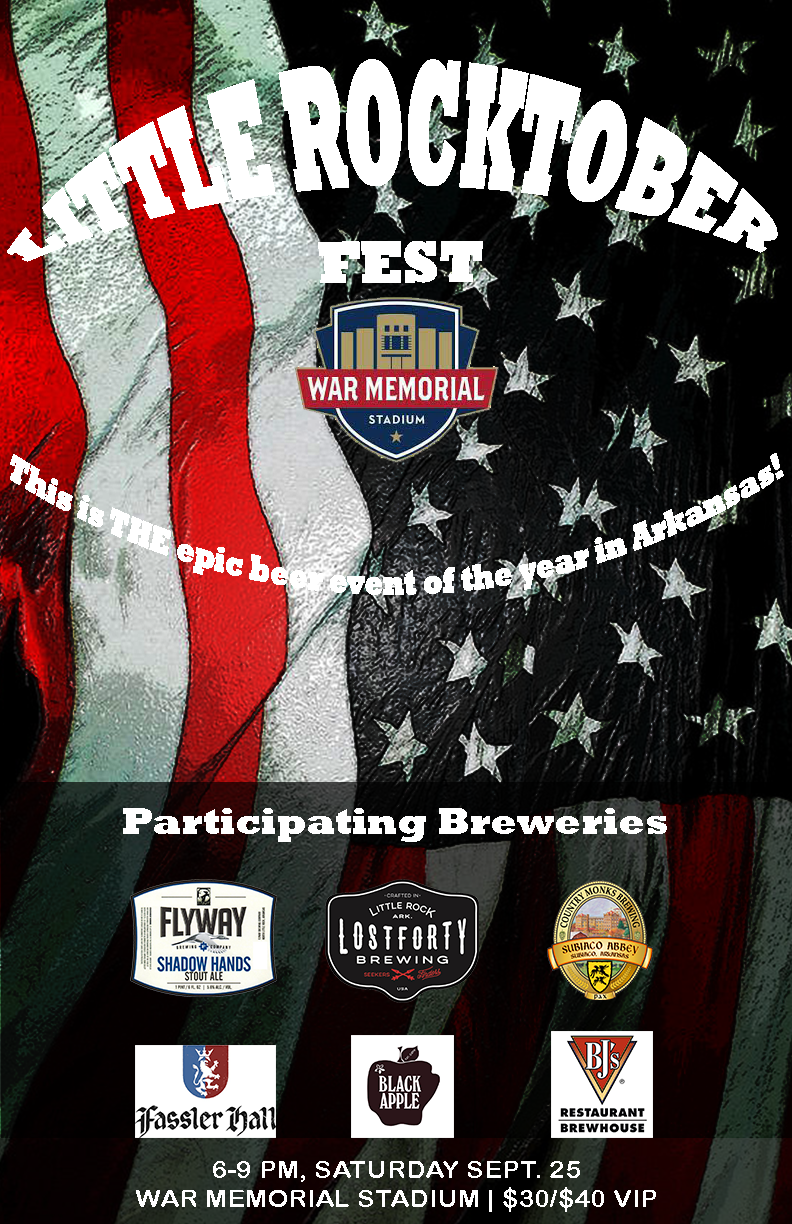 LITTLE ROCKTOBER
FEST
WAR MEMORIAL
STADIUM
This is THE epic beer event of the year in Arkansas!
Participating Breweries
FLYWAY
BREWING COMPANY
SHADOW HANDS
STOUT ALE
-CRAFTED IN-
LITTLE ROCK
ARK.
LOSTFORTY
BREWING
SEEKERS
Finders
USA
COUNTRY MONKS BREWING
SUBIACO ABBEY
SUBIACO, ARKANSAS
PAX
Fassler Hall
BLACK
APPLE
BJ's
®
RESTAURANT
BREWHOUSE
6-9 PM, SATURDAY SEPT. 25
WAR MEMORIAL STADIUM | $30/$40 VIP